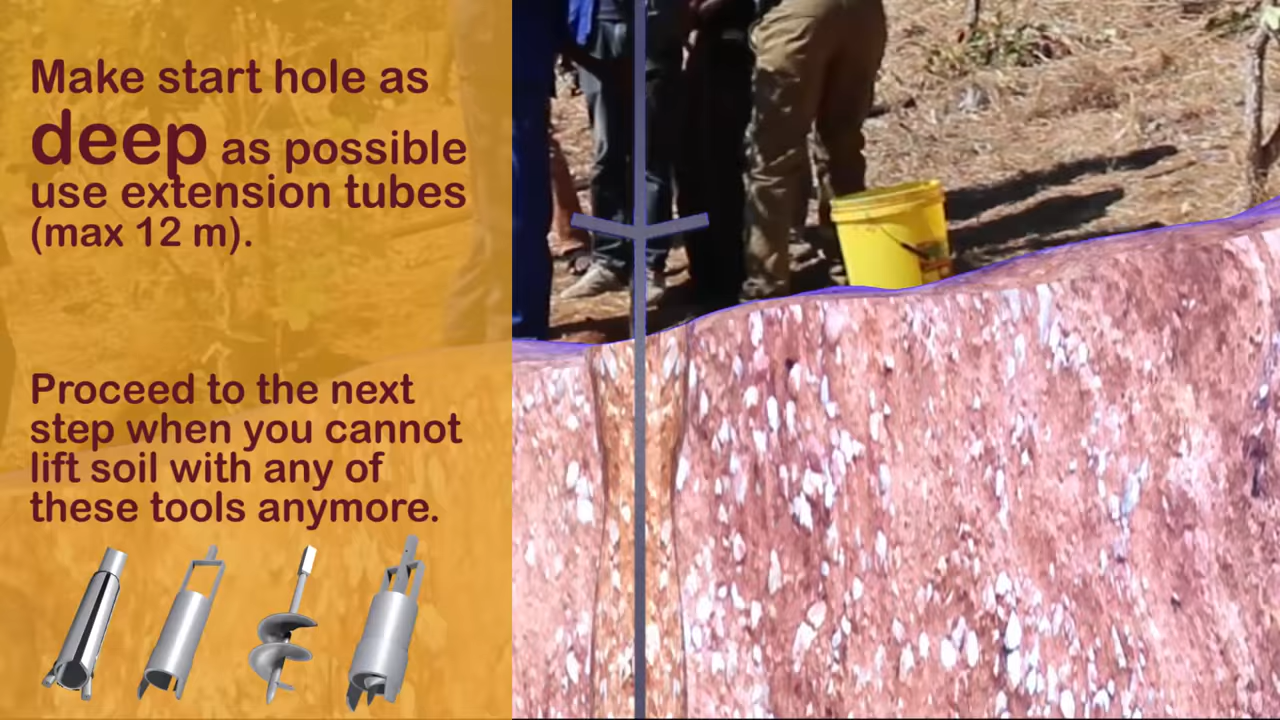 Make start hole as
deep as possible
use extension tubes
(max 12 m).
Proceed to the next
step when you cannot
lift soil with any of
these tools anymore.